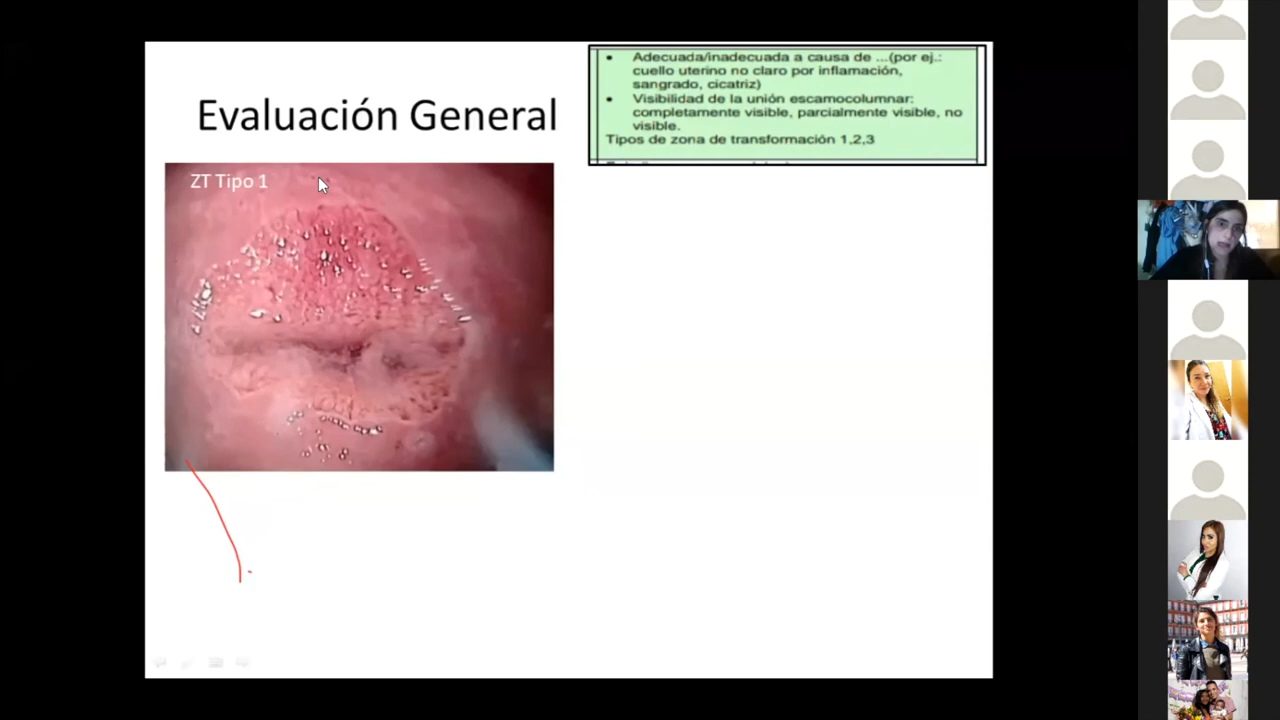 Evaluación General
• Adecuada/inadecuada a causa de ...(por ej.:
cuello uterino no claro por inflamación,
sangrado, cicatriz)
• Visibilidad de la unión escamocolumnar:
completamente visible, parcialmente visible, no
visible.
Tipos de zona de transformación 1,2,3
ZT Tipo 1